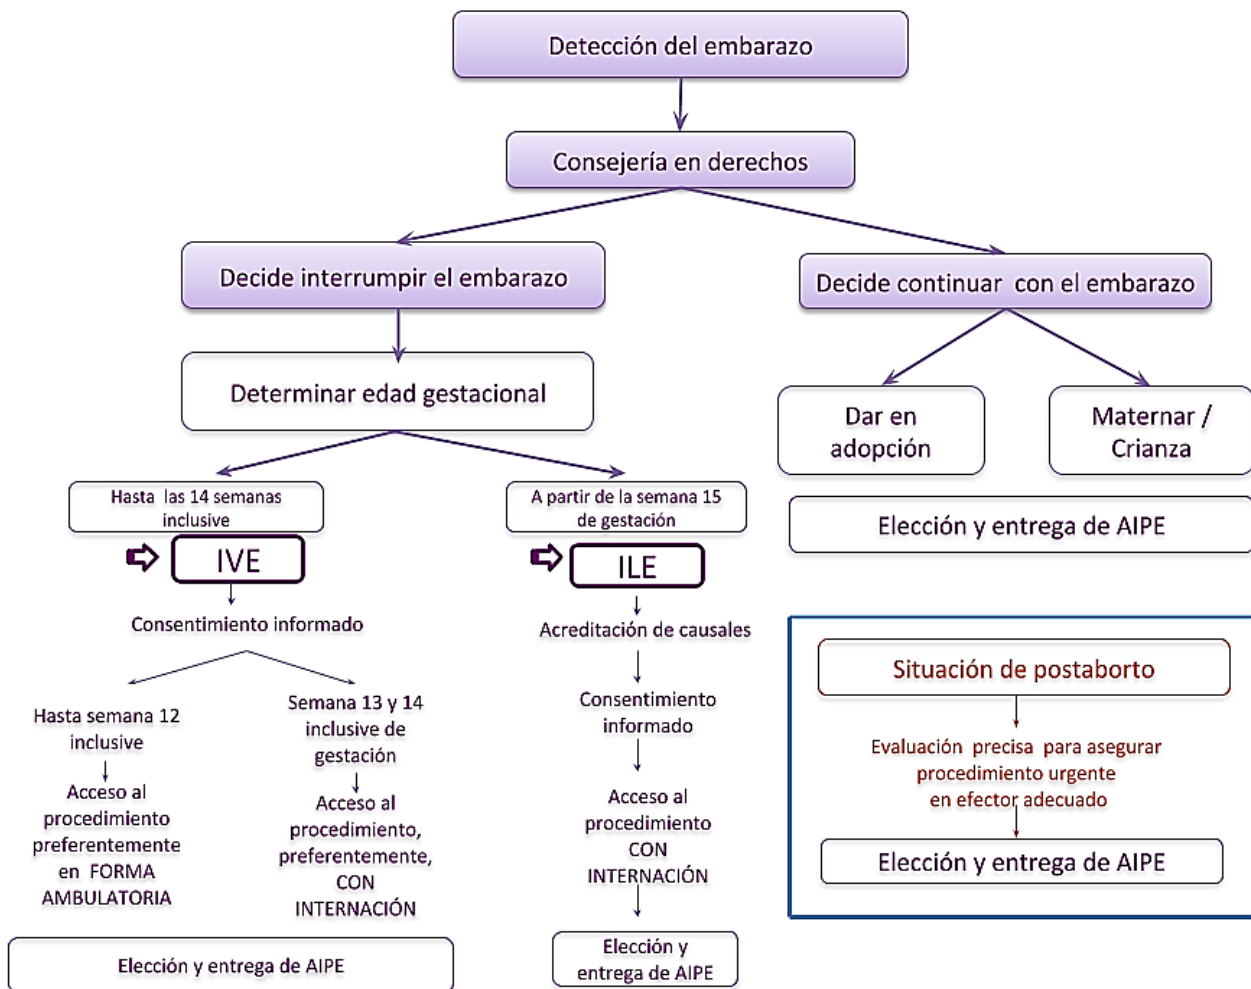 Detección del embarazo
Consejería en derechos
Decide interrumpir el embarazo
Decide continuar con el embarazo
Determinar edad gestacional
Dar en
adopción
Maternar /
Crianza
Hasta las 14 semanas
inclusive
A partir de la semana 15
de gestación
Elección y entrega de AIPE
IVE
ILE
Consentimiento informado
Acreditación de causales
Hasta semana 12
inclusive
Semana 13 y 14
inclusive de
gestación
Consentimiento
informado
Acceso al
procedimiento
preferentemente
en FORMA
AMBULATORIA
Acceso al
procedimiento,
preferentemente,
CON
INTERNACIÓN
Acceso al
procedimiento
CON
INTERNACIÓN
Elección y entrega de AIPE
Elección y
entrega de AIPE
Situación de postaborto
Evaluación precisa para asegurar
procedimiento urgente
en efector adecuado
Elección y entrega de AIPE